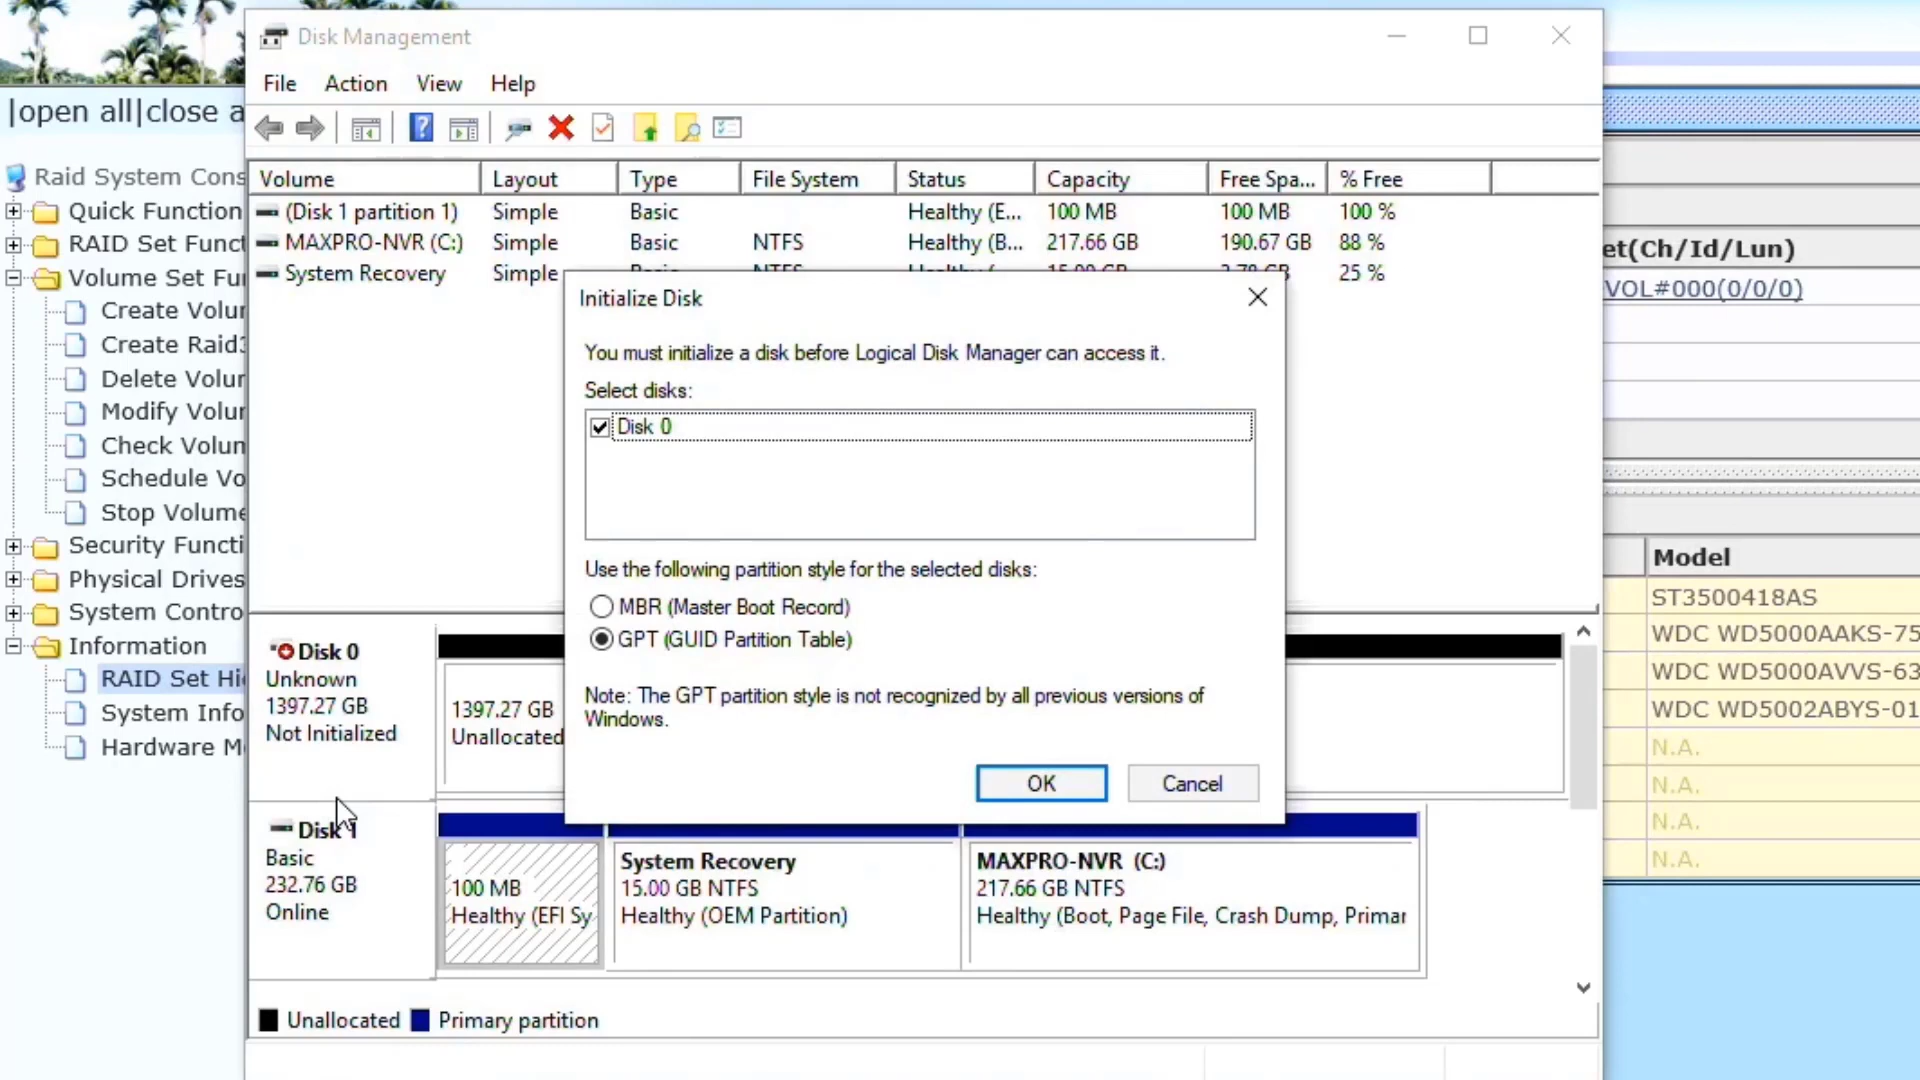 Disk Management
File Action View Help
|open all|close a
Volume Layout Type File System Status Capacity Free Spa... % Free
(Disk 1 partition 1) Simple Basic Healthy (E... 100 MB 100 MB 100 %
MAXPRO-NVR (C:) Simple Basic NTFS Healthy (B... 217.66 GB 190.67 GB 88 %
System Recovery Simple Basic NTFS 15.00 GB 25 %
Raid System Cons
Quick Function
RAID Set Funct
Volume Set Fu
Create Volu
Create Raid3
Delete Volu
Modify Volu
Check Volu
Schedule Vo
Stop Volume
Security Functi
Physical Drives
System Contro
Information
RAID Set Hi
System Info
Hardware M
Initialize Disk
You must initialize a disk before Logical Disk Manager can access it.
Select disks:
Disk 0
Use the following partition style for the selected disks:
MBR (Master Boot Record)
GPT (GUID Partition Table)
Note: The GPT partition style is not recognized by all previous versions of
Windows.
OK Cancel
et(Ch/Id/Lun)
VOL#000(0/0/0)
Model
ST3500418AS
WDC WD5000AAKS-75
WDC WD5000AVVS-63
WDC WD5002ABYS-01
N.A.
N.A.
N.A.
N.A.
Disk 0
Unknown
1397.27 GB
Not Initialized
1397.27 GB
Unallocated
Disk 1
Basic
232.76 GB
Online
100 MB
Healthy (EFI Sy
System Recovery
15.00 GB NTFS
Healthy (OEM Partition)
MAXPRO-NVR (C:)
217.66 GB NTFS
Healthy (Boot, Page File, Crash Dump, Primar
Unallocated Primary partition